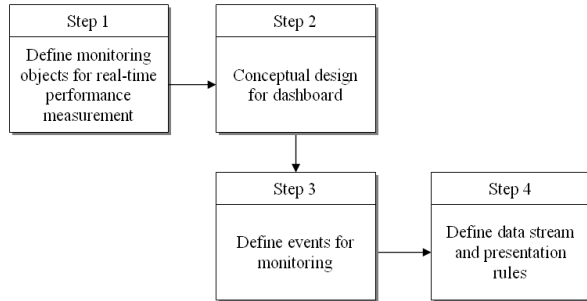 Step 1
Define monitoring
objects for real-time
performance
measurement
Step 2
Conceptual design
for dashboard
Step 3
Define events for
monitoring
Step 4
Define data stream
and presentation
rules